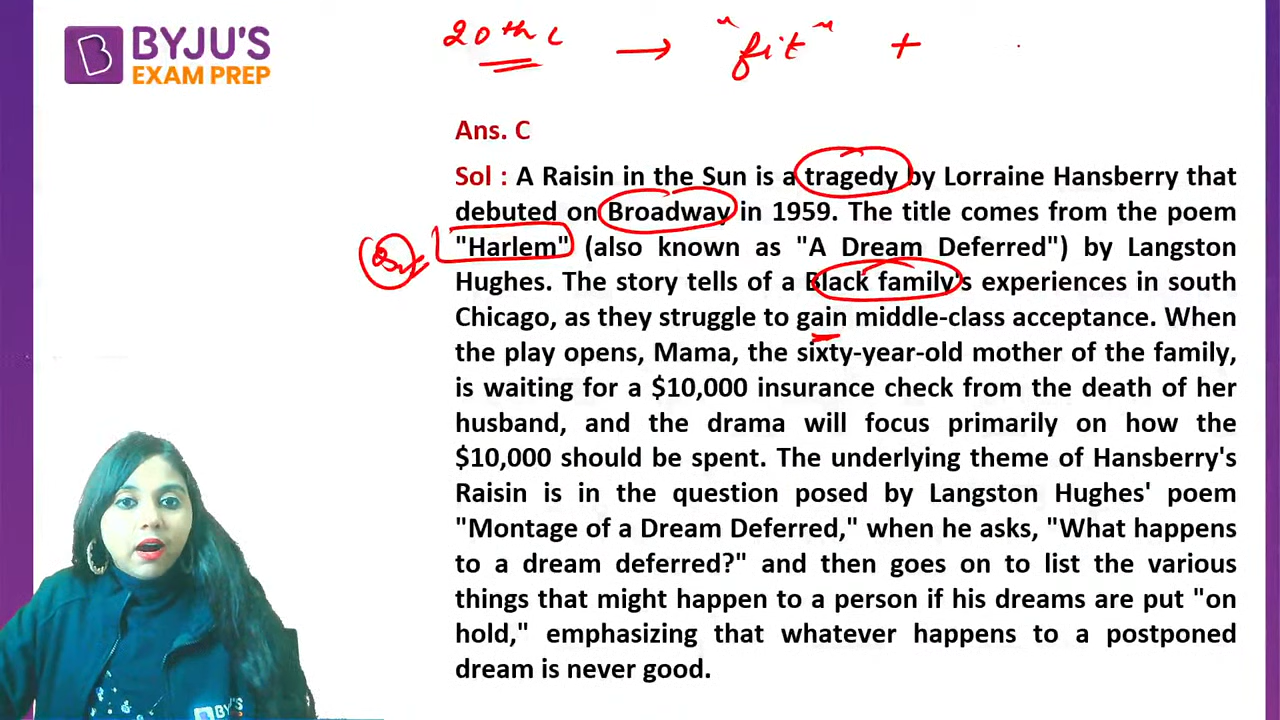 BYJU'S
EXAM PREP
20th C → "fit" +
Ans. C
Sol : A Raisin in the Sun is a tragedy by Lorraine Hansberry that
debuted on Broadway in 1959. The title comes from the poem
"Harlem" (also known as "A Dream Deferred") by Langston
Hughes. The story tells of a Black family's experiences in south
Chicago, as they struggle to gain middle-class acceptance. When
the play opens, Mama, the sixty-year-old mother of the family,
is waiting for a $10,000 insurance check from the death of her
husband, and the drama will focus primarily on how the
$10,000 should be spent. The underlying theme of Hansberry's
Raisin is in the question posed by Langston Hughes' poem
"Montage of a Dream Deferred," when he asks, "What happens
to a dream deferred?" and then goes on to list the various
things that might happen to a person if his dreams are put "on
hold," emphasizing that whatever happens to a postponed
dream is never good.
BYJU'S